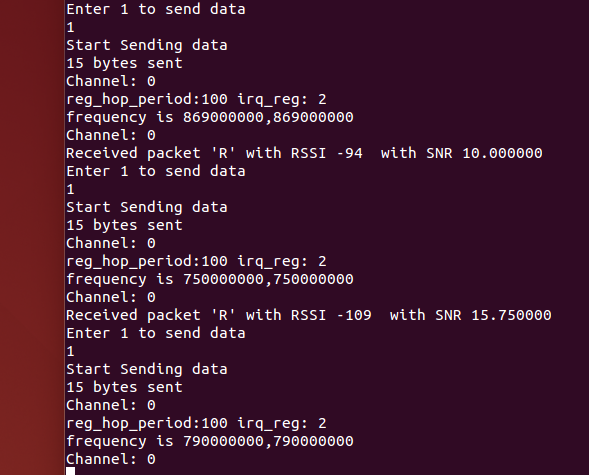 Enter 1 to send data
1
Start Sending data
15 bytes sent
Channel: 0
reg_hop_period:100 irq_reg: 2
frequency is 869000000,869000000
Channel: 0
Received packet 'R' with RSSI -94  with SNR 10.000000
Enter 1 to send data
1
Start Sending data
15 bytes sent
Channel: 0
reg_hop_period:100 irq_reg: 2
frequency is 750000000,750000000
Channel: 0
Received packet 'R' with RSSI -109  with SNR 15.750000
Enter 1 to send data
1
Start Sending data
15 bytes sent
Channel: 0
reg_hop_period:100 irq_reg: 2
frequency is 790000000,790000000
Channel: 0